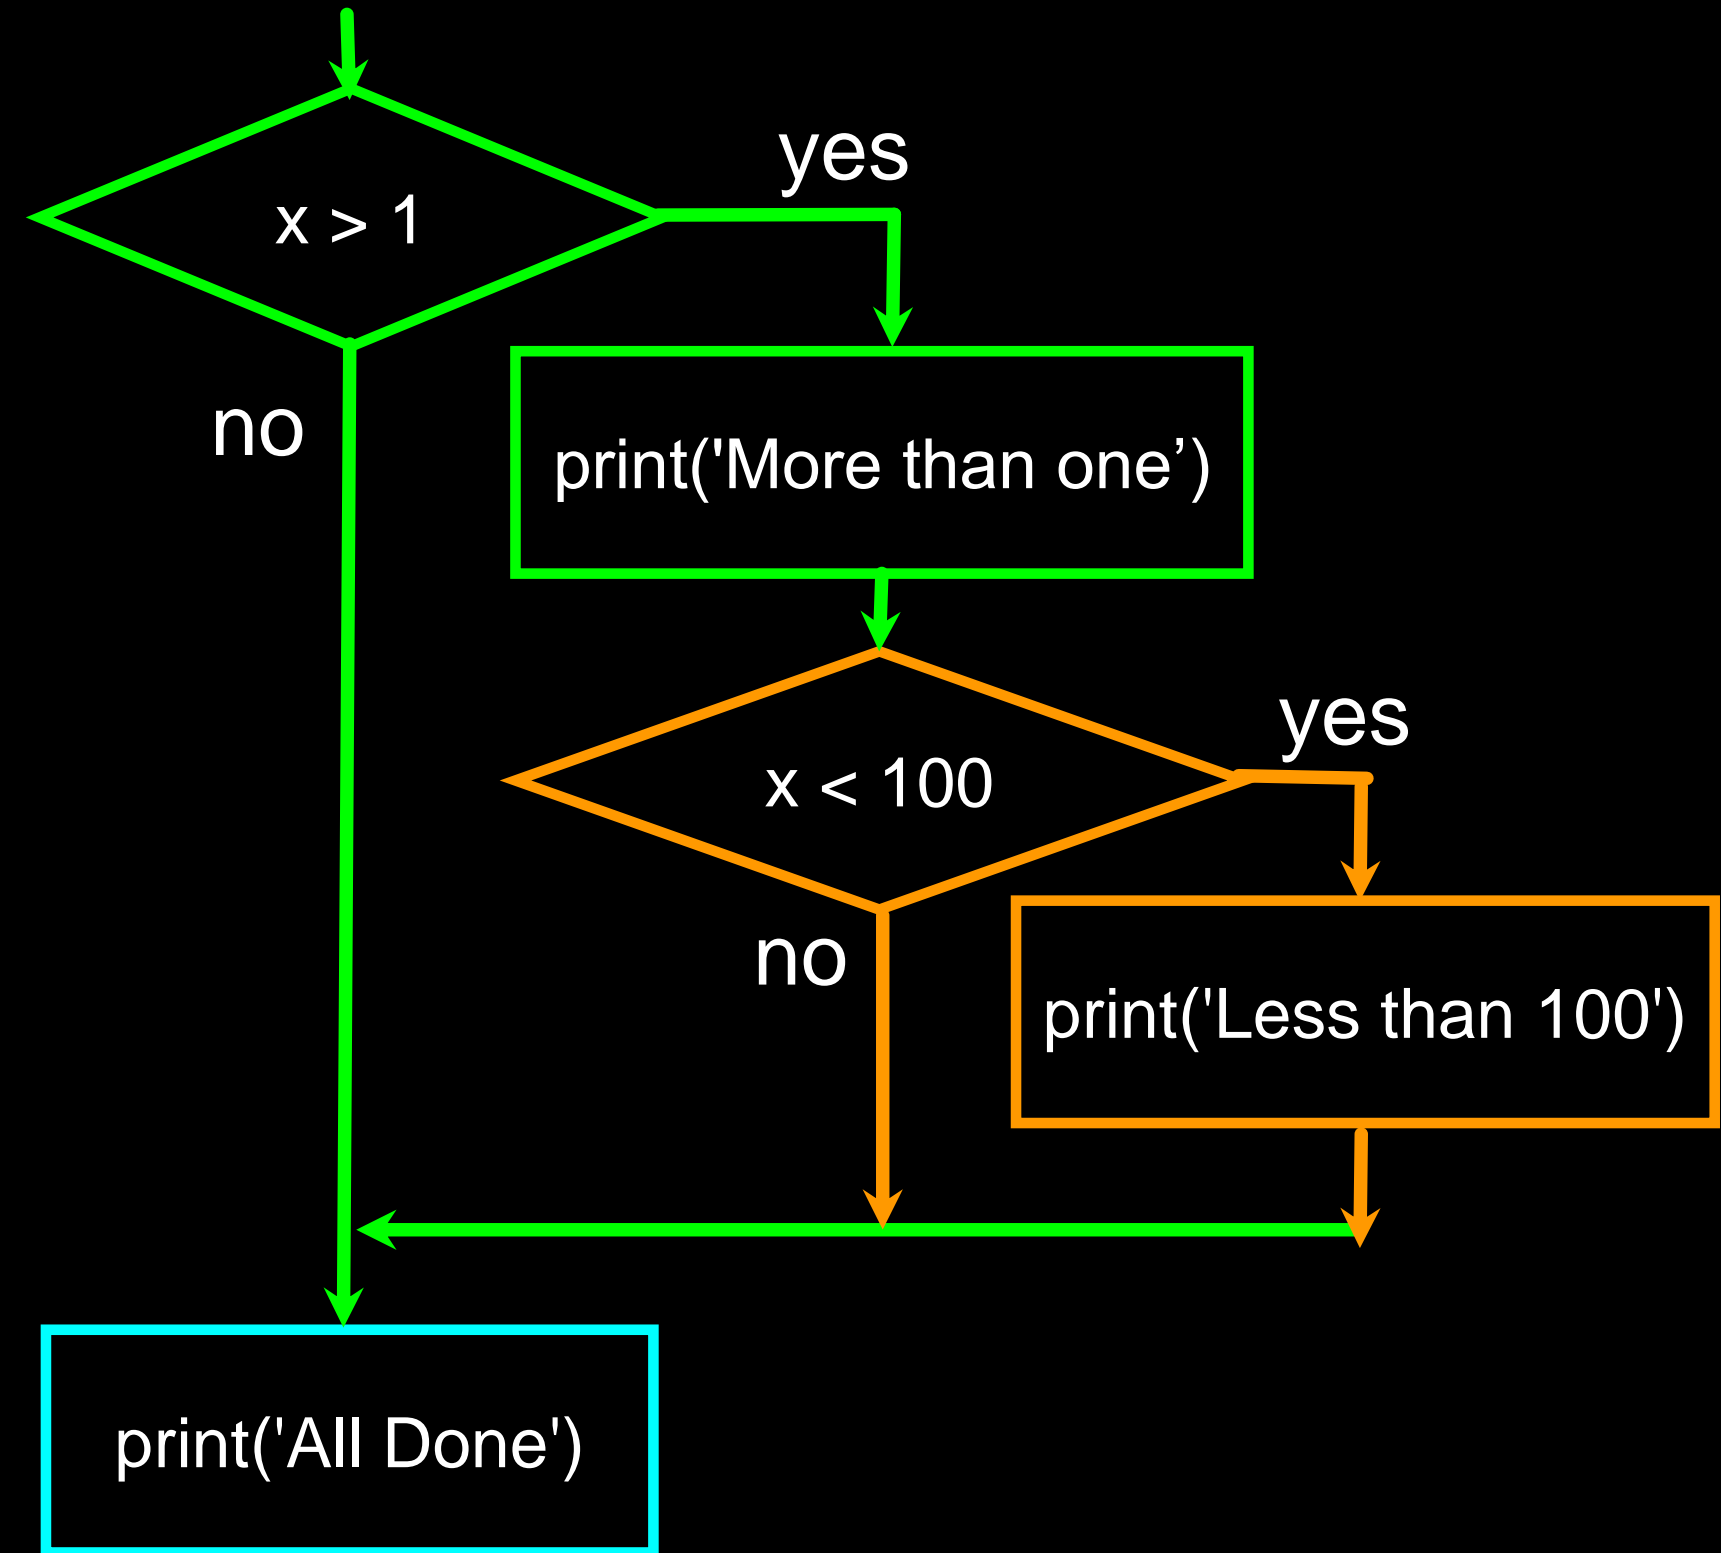 yes
x > 1
no
print('More than one’)
yes
x < 100
no
print('Less than 100')
print('All Done')